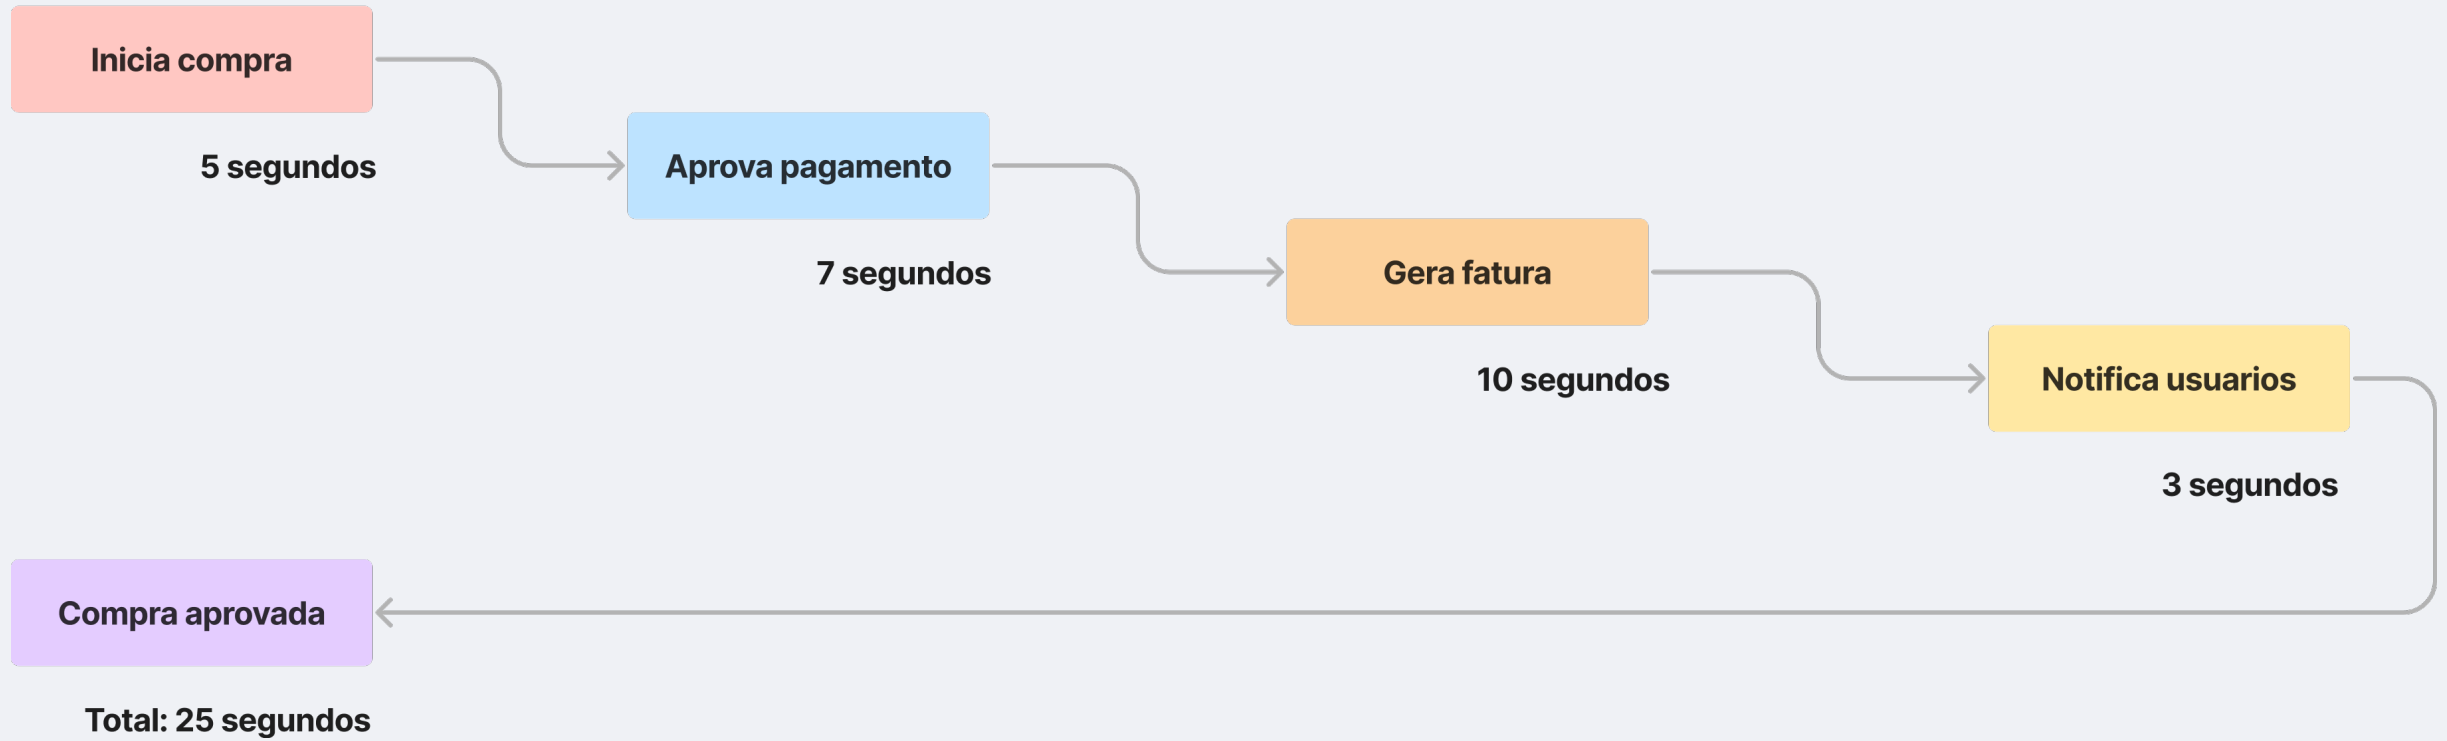 Inicia compra
5 segundos
Aprova pagamento
7 segundos
Gera fatura
10 segundos
Notifica usuarios
3 segundos
Compra aprovada
Total: 25 segundos